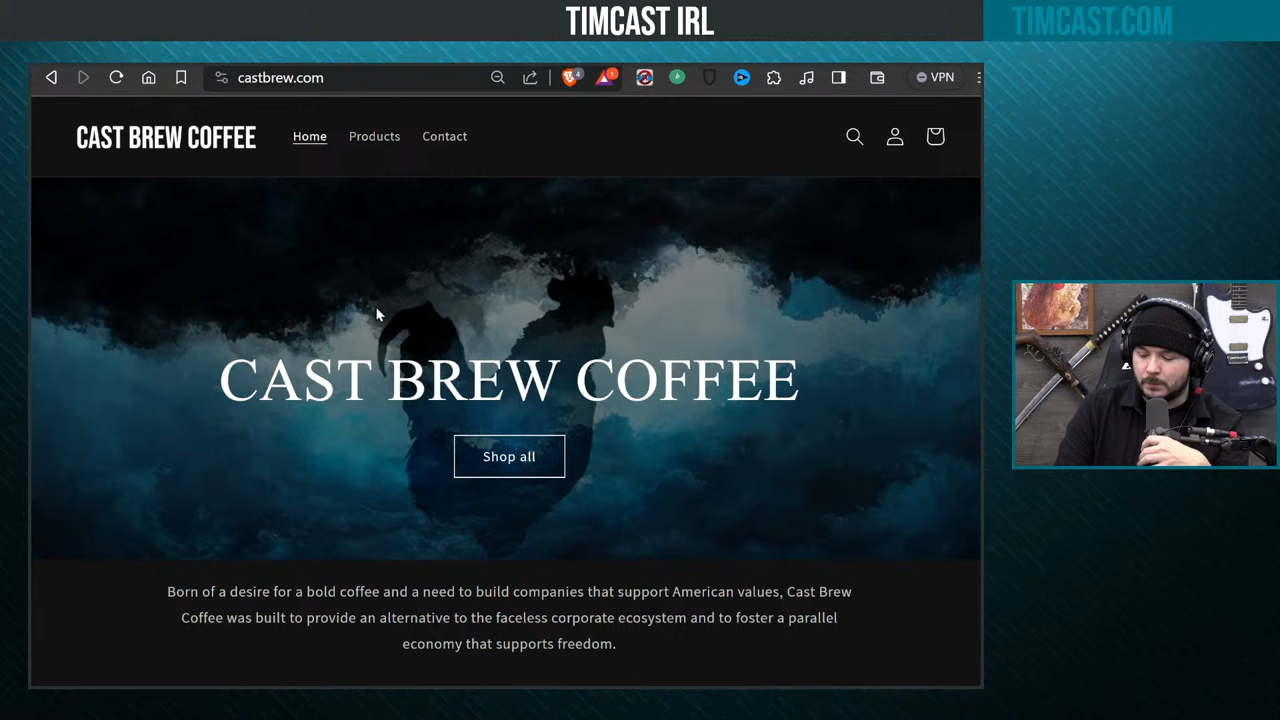 TIMCAST IRL
TIMCAST.COM
castbrew.com
4
1
VPN
CAST BREW COFFEE
Home
Products
Contact
CAST BREW COFFEE
Shop all
Born of a desire for a bold coffee and a need to build companies that support American values, Cast Brew
Coffee was built to provide an alternative to the faceless corporate ecosystem and to foster a parallel
economy that supports freedom.